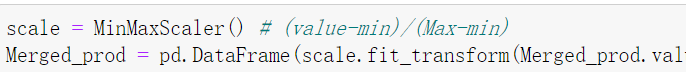 scale = MinMaxScaler() # (value-min)/(Max-min)
Merged_prod = pd.DataFrame(scale.fit_transform(Merged_prod.val